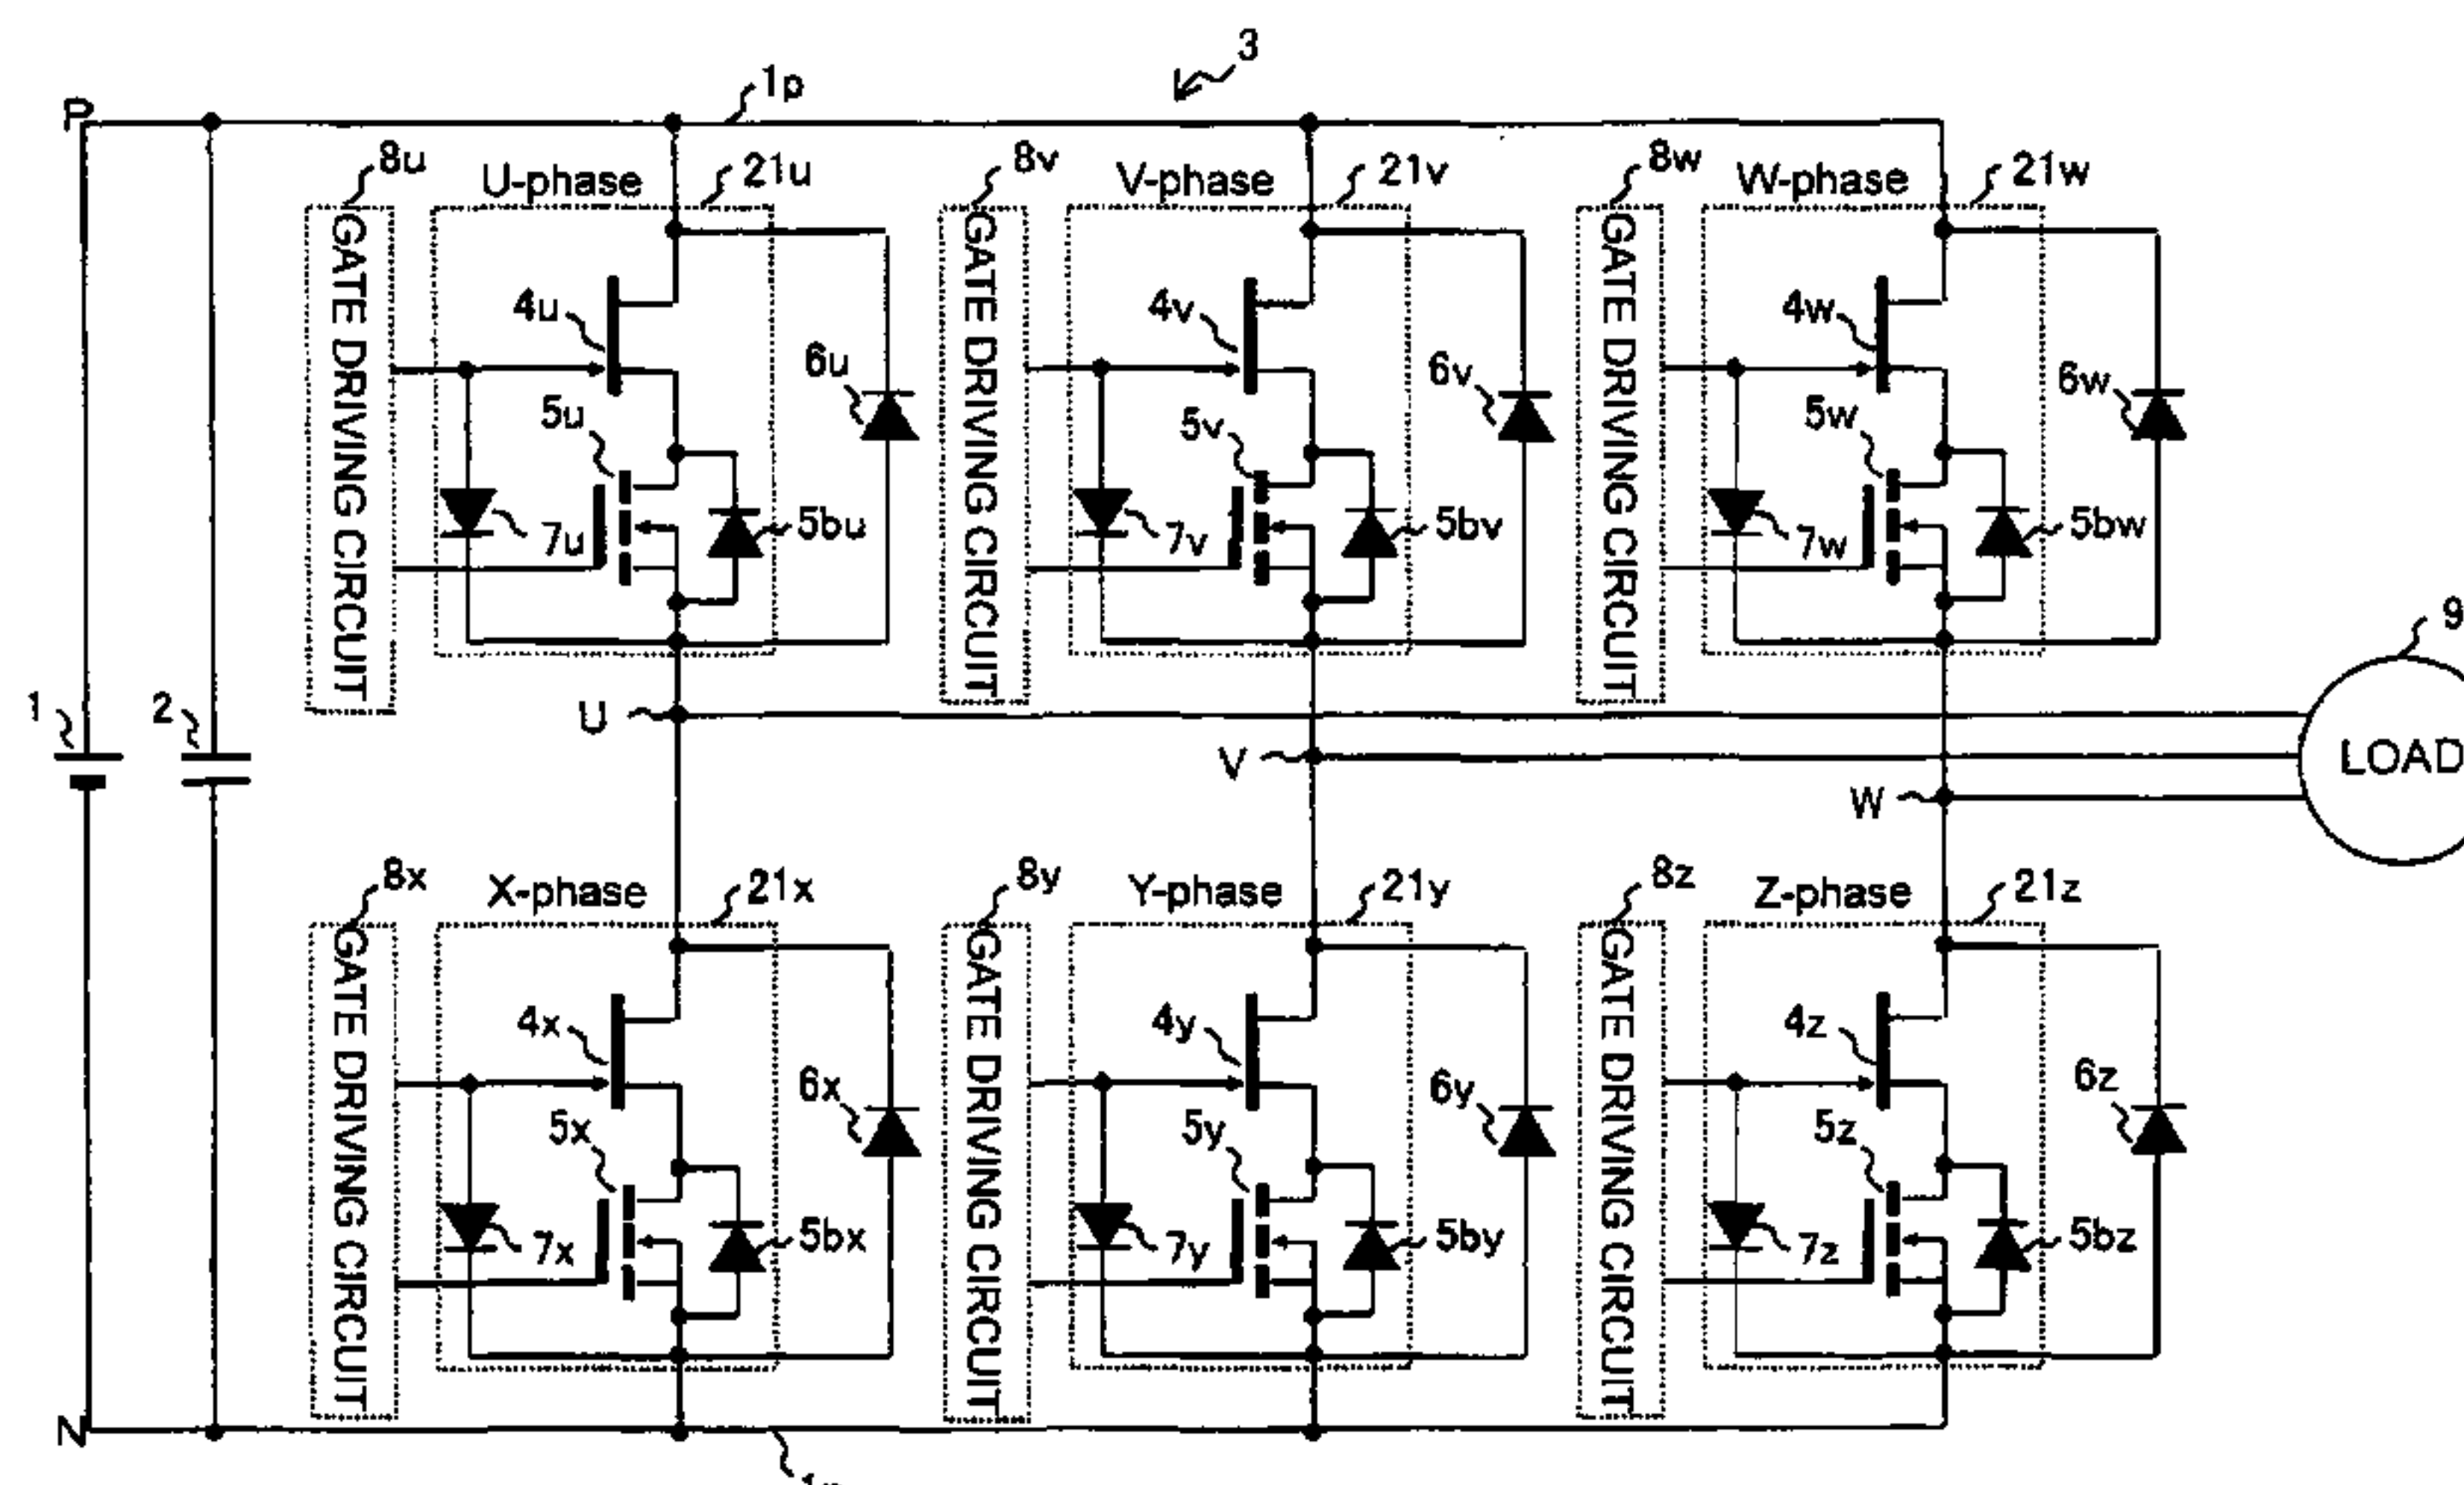 3
1p
P
8u
U-phase
21u
8v
V-phase
21v
8w
W-phase
21w
GATE DRIVING CIRCUIT
4u
6u
5u
7u
5bu
GATE DRIVING CIRCUIT
4v
6v
5v
7v
5bv
GATE DRIVING CIRCUIT
4w
6w
5w
7w
5bw
9
1
2
U
V
W
LOAD
8x
X-phase
21x
8y
Y-phase
21y
8z
Z-phase
21z
GATE DRIVING CIRCUIT
4x
6x
5x
7x
5bx
GATE DRIVING CIRCUIT
4y
6y
5y
7y
5by
GATE DRIVING CIRCUIT
4z
6z
5z
7z
5bz
N